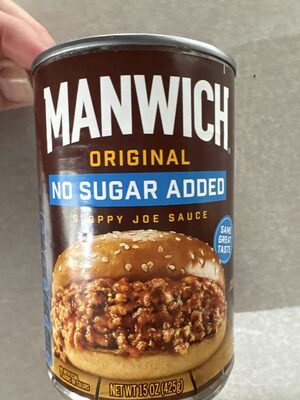 MANWICH
ORIGINAL
NO SUGAR ADDED
SLOPPY JOE SAUCE
SAME
GREAT
TASTE
NET WT 15 OZ (425g)